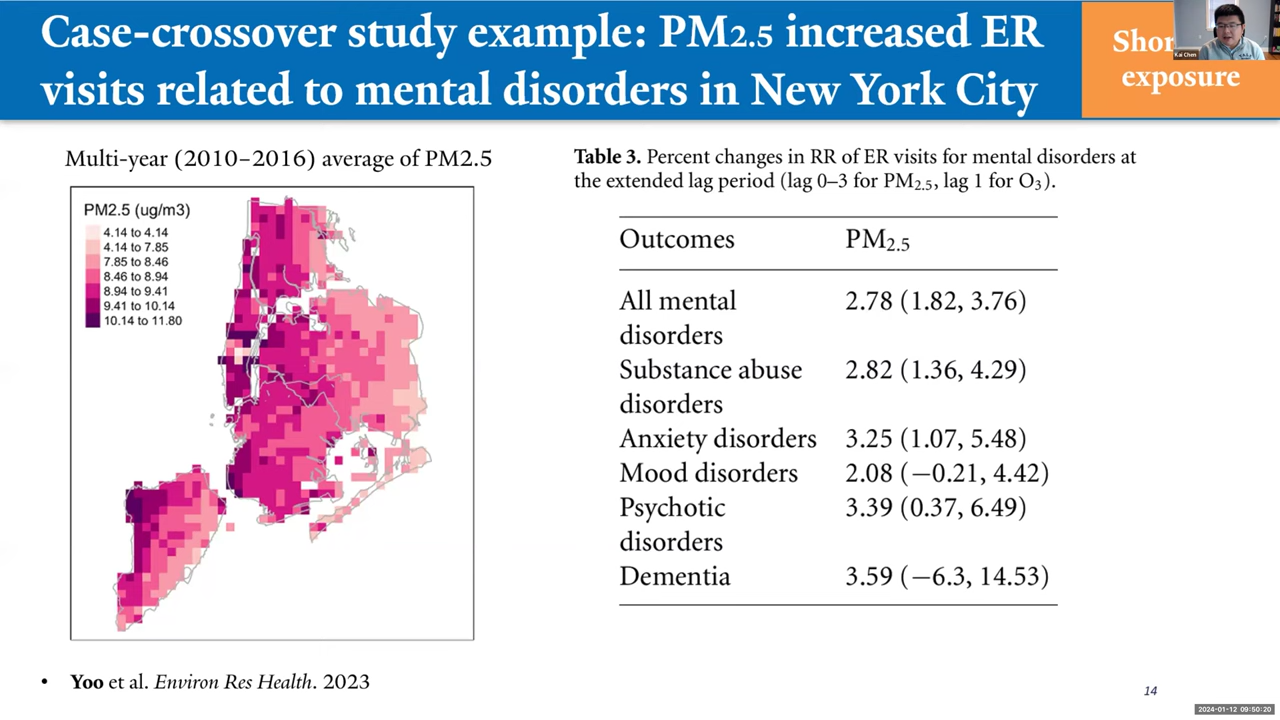 Case-crossover study example: PM2.5 increased ER
visits related to mental disorders in New York City
exposure
Kai Chen
Multi-year (2010–2016) average of PM2.5
PM2.5 (ug/m3)
4.14 to 4.14
4.14 to 7.85
7.85 to 8.46
8.46 to 8.94
8.94 to 9.41
9.41 to 10.14
10.14 to 11.80
Table 3. Percent changes in RR of ER visits for mental disorders at
the extended lag period (lag 0–3 for PM2.5, lag 1 for O3).
Outcomes PM2.5
All mental 2.78 (1.82, 3.76)
disorders
Substance abuse 2.82 (1.36, 4.29)
disorders
Anxiety disorders 3.25 (1.07, 5.48)
Mood disorders 2.08 (−0.21, 4.42)
Psychotic 3.39 (0.37, 6.49)
disorders
Dementia 3.59 (−6.3, 14.53)
• Yoo et al. Environ Res Health. 2023
14
2024-01-12 09:50:20